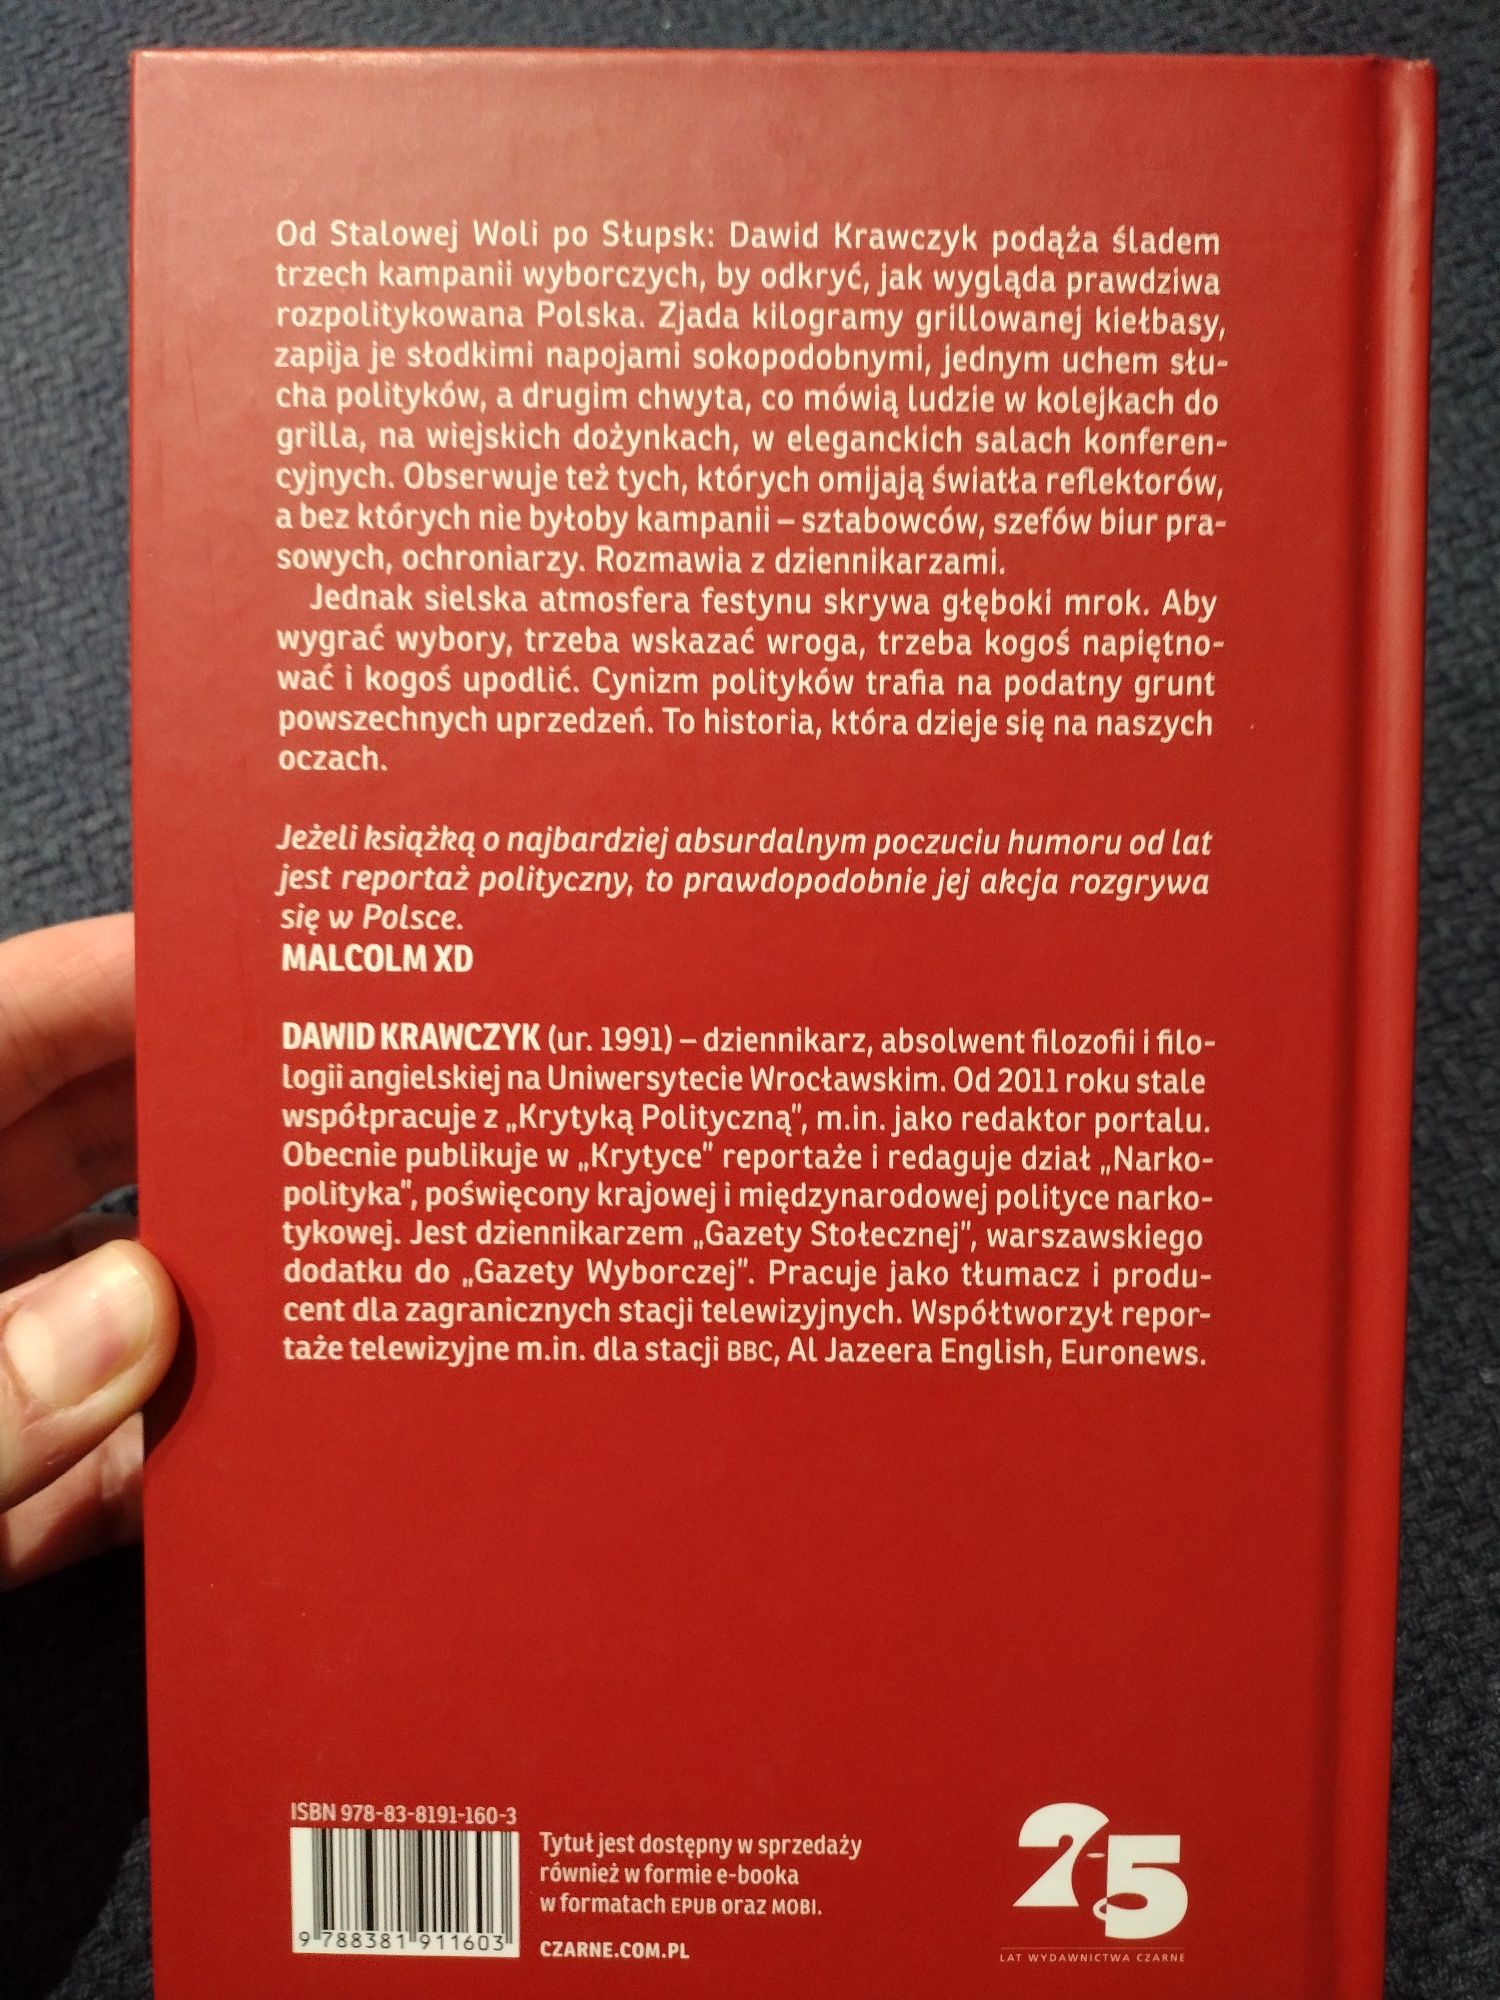 Od Stalowej Woli po Słupsk: Dawid Krawczyk podąża śladem
trzech kampanii wyborczych, by odkryć, jak wygląda prawdziwa
rozpolitykowana Polska. Zjada kilogramy grillowanej kiełbasy,
zapija je słodkimi napojami sokopodobnymi, jednym uchem słu-
cha polityków, a drugim chwyta, co mówią ludzie w kolejkach do
grilla, na wiejskich dożynkach, w eleganckich salach konferen-
cyjnych. Obserwuje też tych, których omijają światła reflektorów,
a bez których nie byłoby kampanii – sztabowców, szefów biur pra-
sowych, ochroniarzy. Rozmawia z dziennikarzami.
Jednak sielska atmosfera festynu skrywa głęboki mrok. Aby
wygrać wybory, trzeba wskazać wroga, trzeba kogoś napiętno-
wać i kogoś upodlić. Cynizm polityków trafia na podatny grunt
powszechnych uprzedzeń. To historia, która dzieje się na naszych
oczach.
Jeżeli książką o najbardziej absurdalnym poczuciu humoru od lat
jest reportaż polityczny, to prawdopodobnie jej akcja rozgrywa
się w Polsce.
MALCOLM XD
DAWID KRAWCZYK (ur. 1991) – dziennikarz, absolwent filozofii i filo-
logii angielskiej na Uniwersytecie Wrocławskim. Od 2011 roku stale
współpracuje z „Krytyką Polityczną”, m.in. jako redaktor portalu.
Obecnie publikuje w „Krytyce” reportaże i redaguje dział „Narko-
polityka”, poświęcony krajowej i międzynarodowej polityce narko-
tykowej. Jest dziennikarzem „Gazety Stołecznej”, warszawskiego
dodatku do „Gazety Wyborczej”. Pracuje jako tłumacz i produ-
cent dla zagranicznych stacji telewizyjnych. Współtworzył repor-
taże telewizyjne m.in. dla stacji BBC, Al Jazeera English, Euronews.
ISBN 978-83-8191-160-3
9 788381 911603
Tytuł jest dostępny w sprzedaży
również w formie e-booka
w formatach EPUB oraz MOBI.
CZARNE.COM.PL
25
LAT WYDAWNICTWA CZARNE